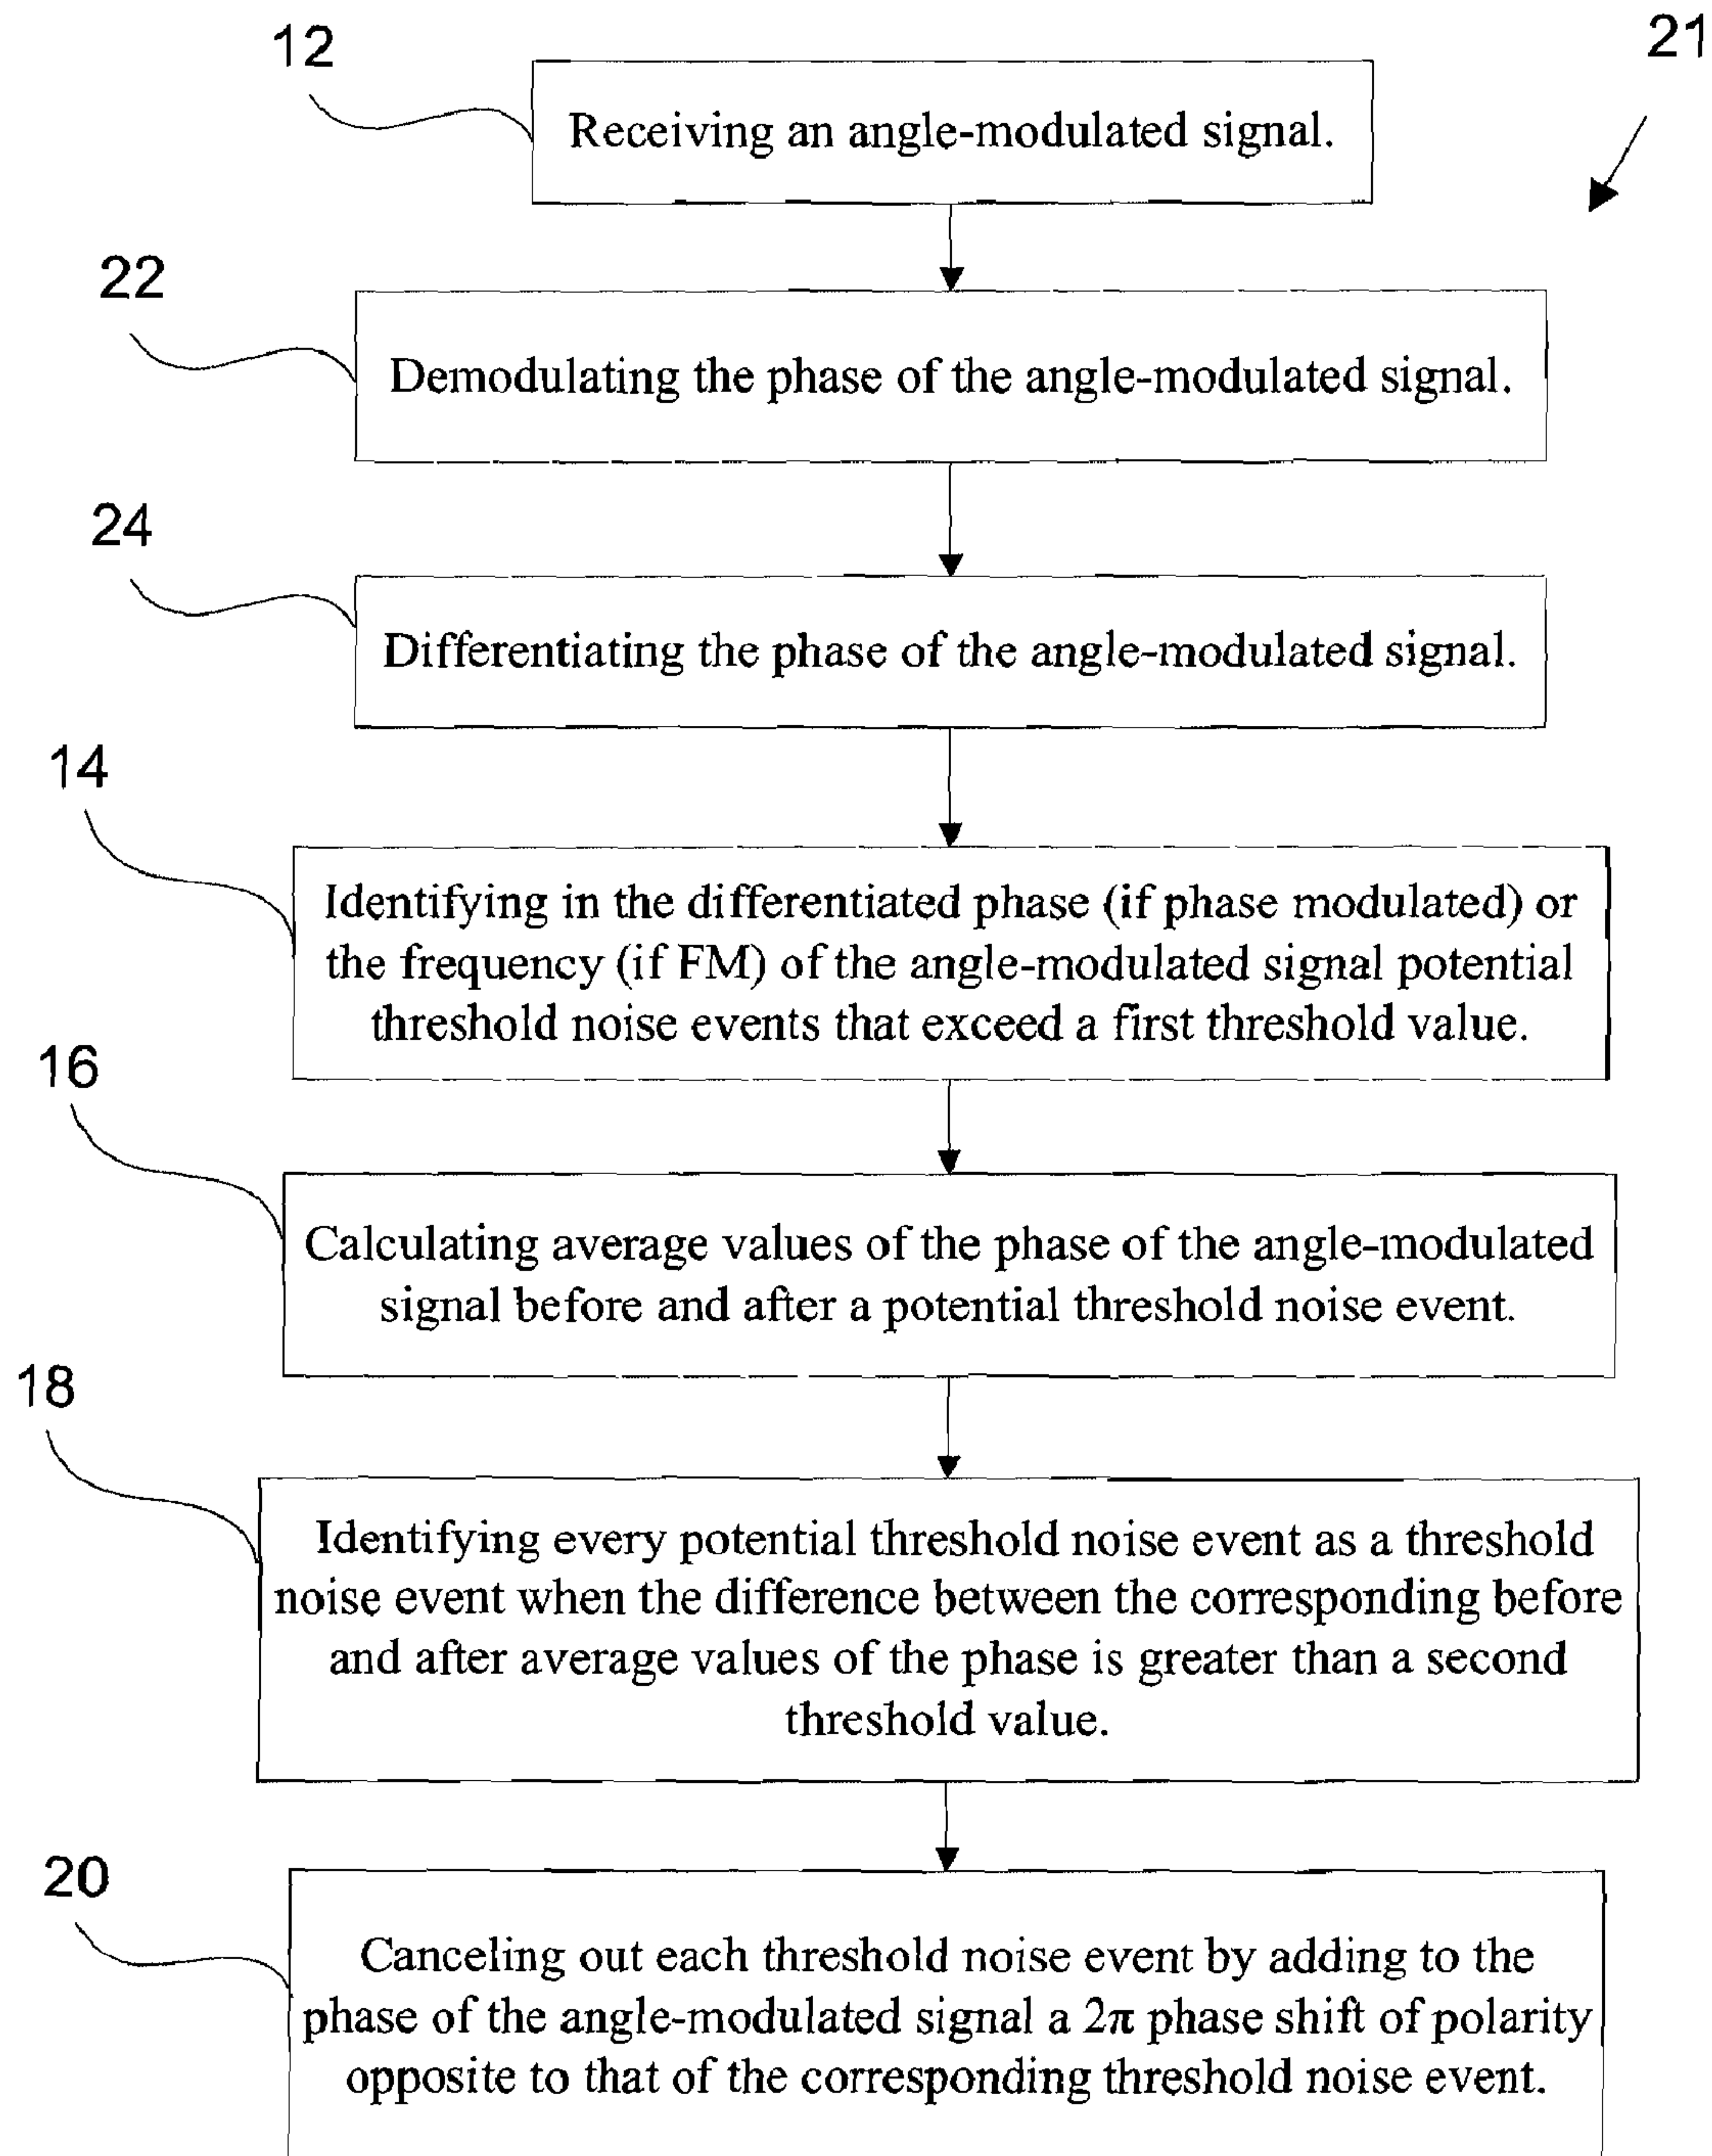 12
21
Receiving an angle-modulated signal.
22
Demodulating the phase of the angle-modulated signal.
24
Differentiating the phase of the angle-modulated signal.
14
Identifying in the differentiated phase (if phase modulated) or
the frequency (if FM) of the angle-modulated signal potential
threshold noise events that exceed a first threshold value.
16
Calculating average values of the phase of the angle-modulated
signal before and after a potential threshold noise event.
18
Identifying every potential threshold noise event as a threshold
noise event when the difference between the corresponding before
and after average values of the phase is greater than a second
threshold value.
20
Canceling out each threshold noise event by adding to the
phase of the angle-modulated signal a 2π phase shift of polarity
opposite to that of the corresponding threshold noise event.